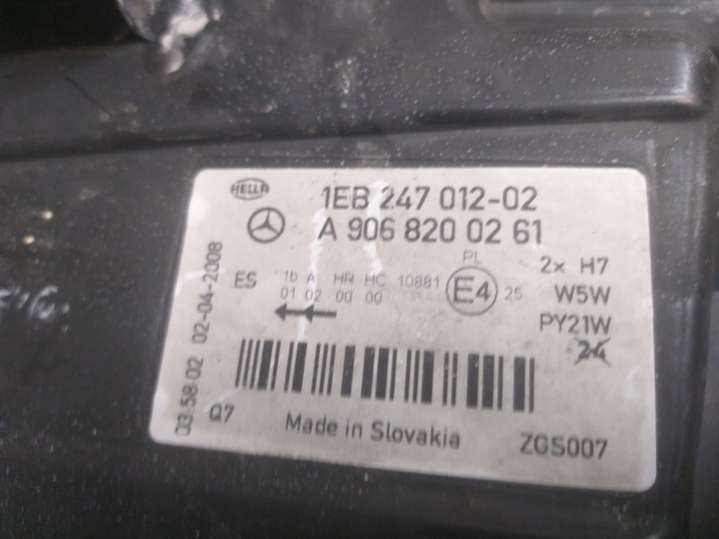 HELLA
1EB 247 012-02
A 906 820 02 61
PL
2x H7
ES
1b A HR HC 10881
01 02 00 00
E4 25
W5W
PY21W
24
03:58:02 02-04-2008
Q7
Made in Slovakia
ZGS007